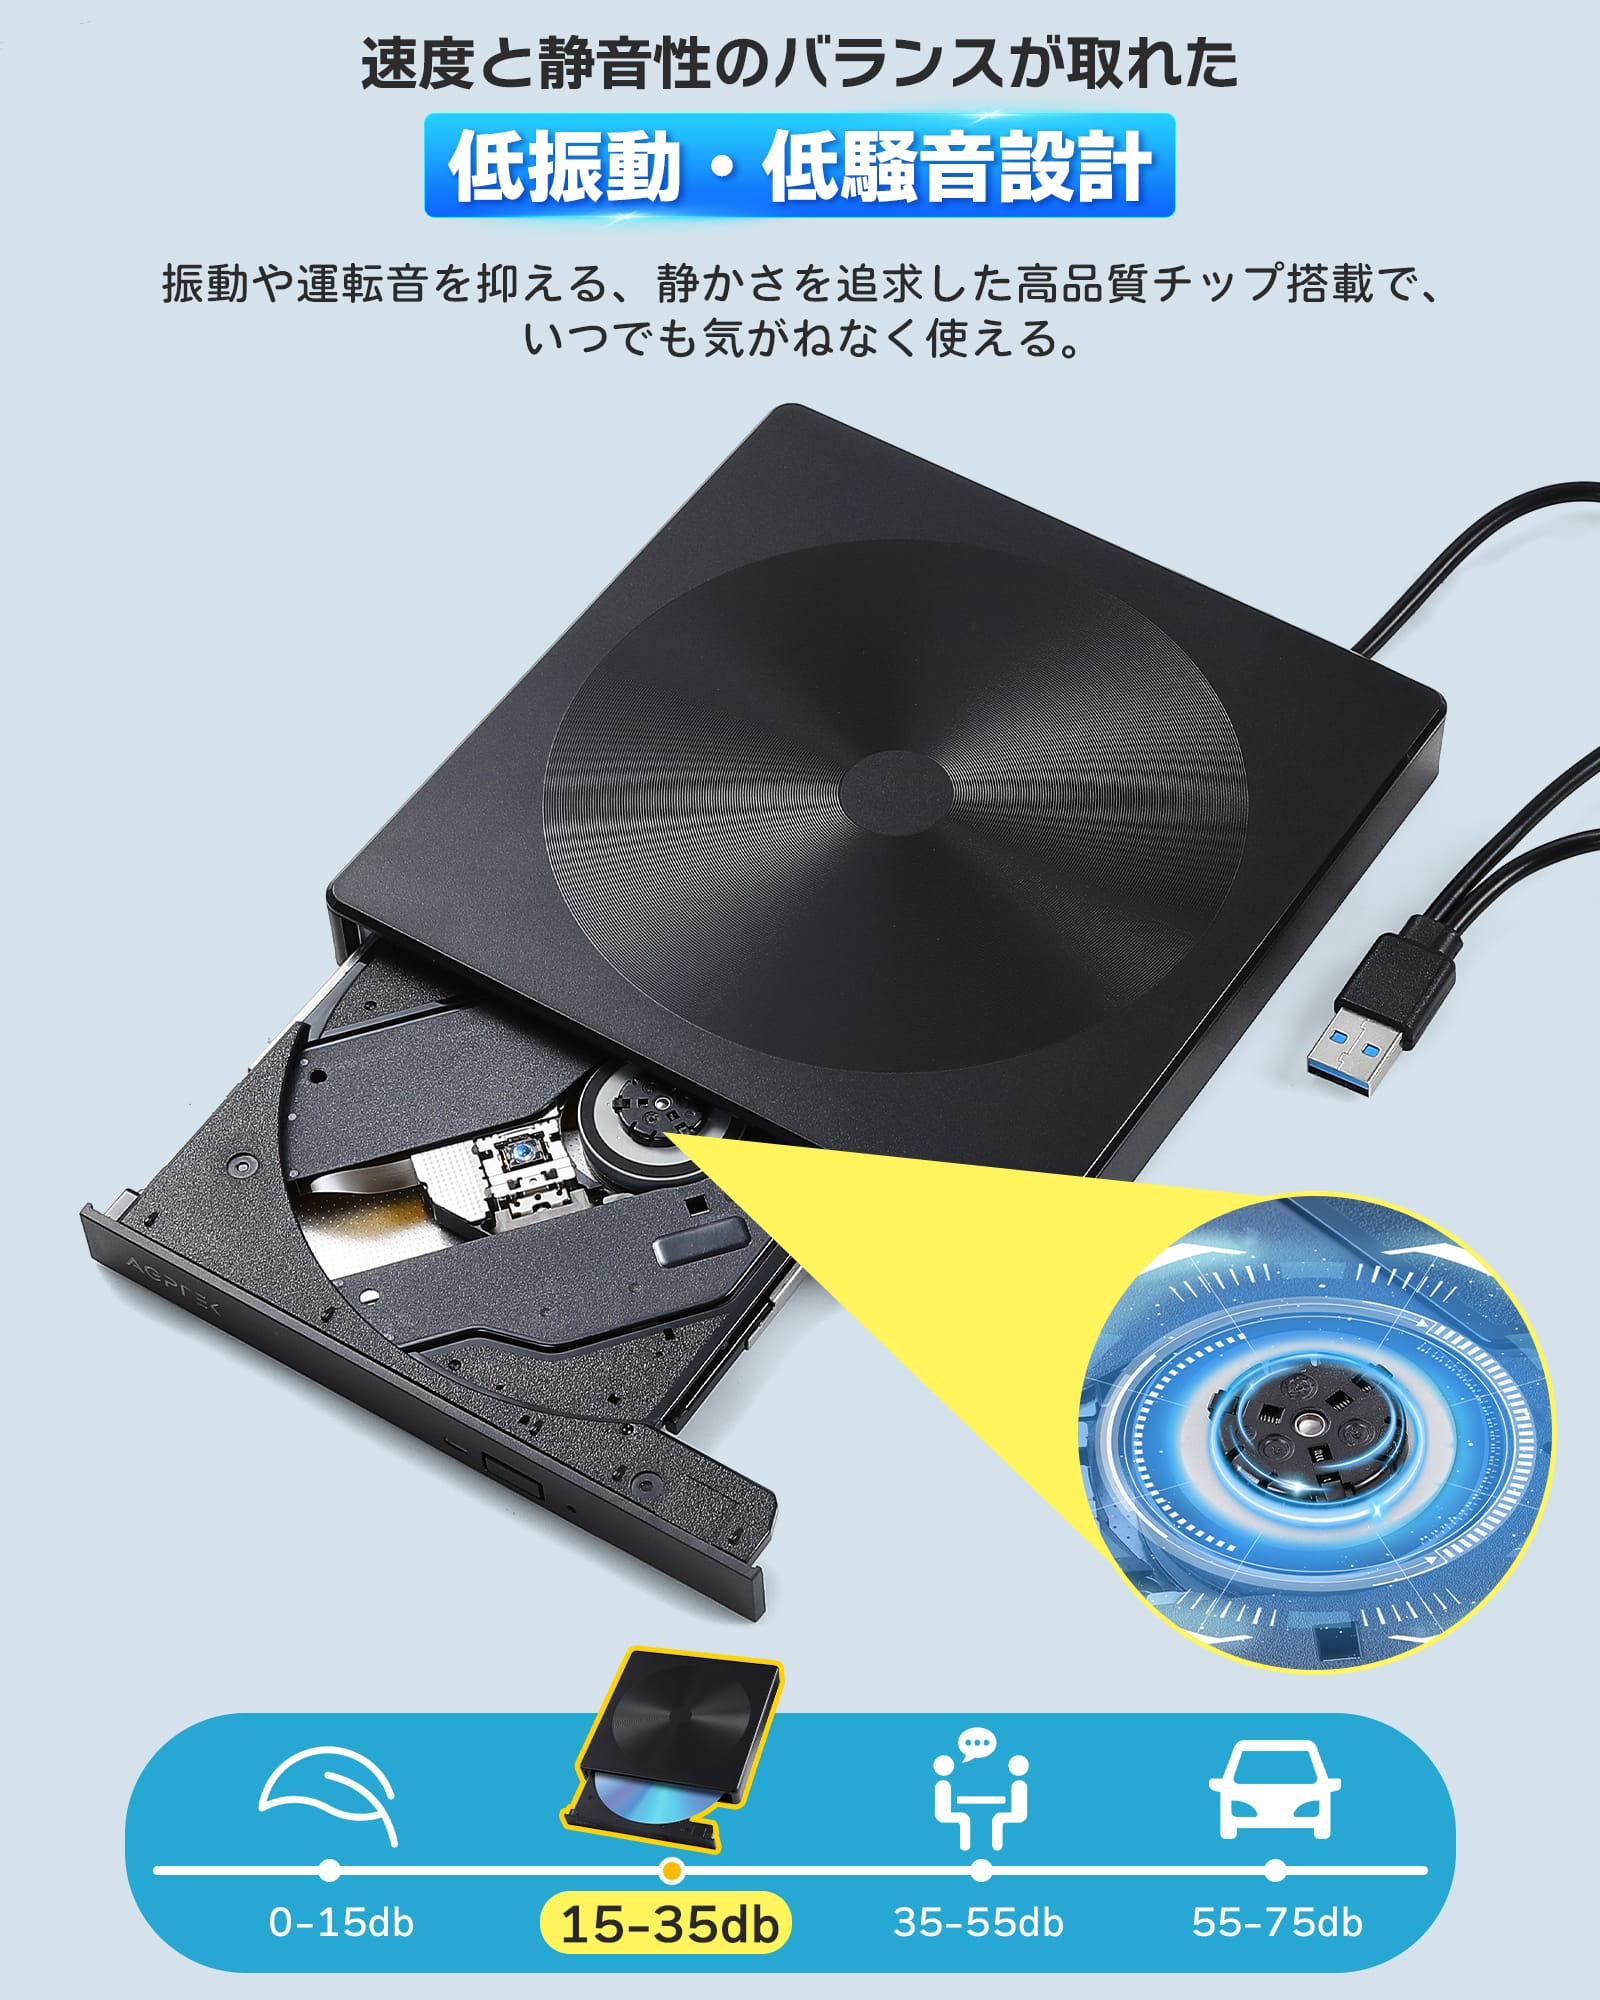 速度と静音性のバランスが取れた
低振動・低騒音設計
振動や運転音を抑える、静かさを追求した高品質チップ搭載で、
いつでも気がねなく使える。
AGPTEK
0-15db
15-35db
35-55db
55-75db